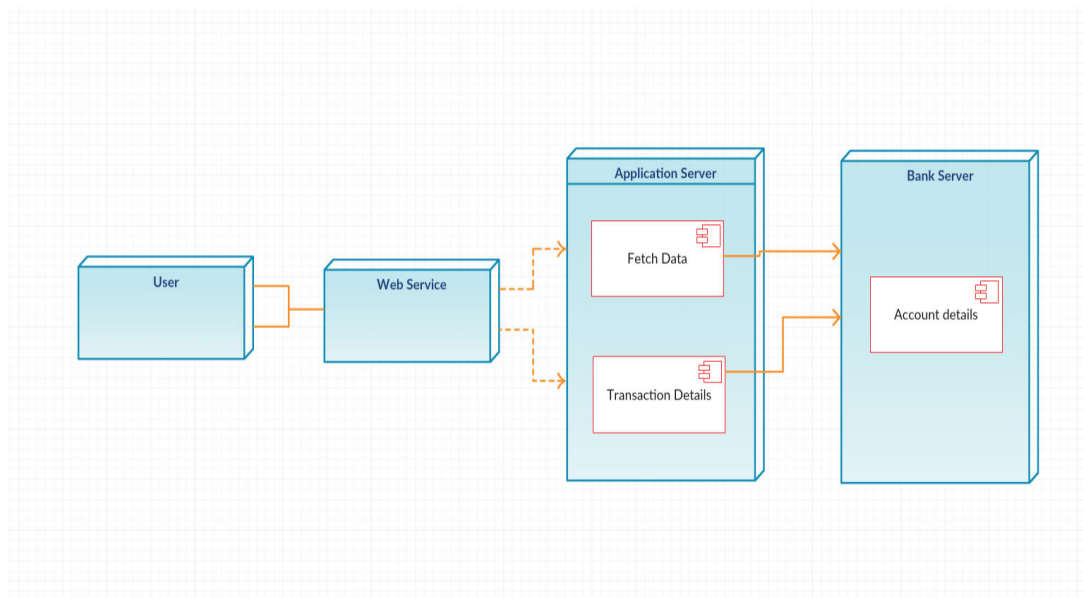 User
Web Service
Application Server
Fetch Data
Transaction Details
Bank Server
Account details